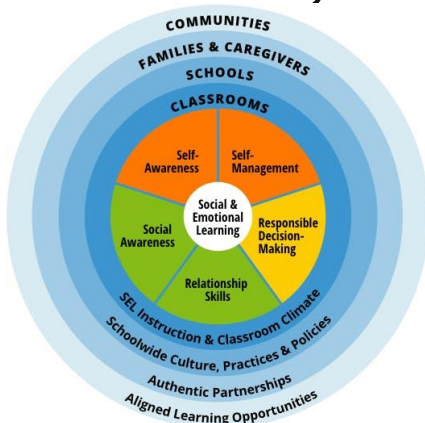 COMMUNITIES
FAMILIES & CAREGIVERS
SCHOOLS
CLASSROOMS
Self-
Awareness
Self-
Management
Social &
Emotional
Learning
Social
Awareness
Responsible
Decision-
Making
Relationship
Skills
SEL Instruction & Classroom Climate
Schoolwide Culture, Practices & Policies
Authentic Partnerships
Aligned Learning Opportunities